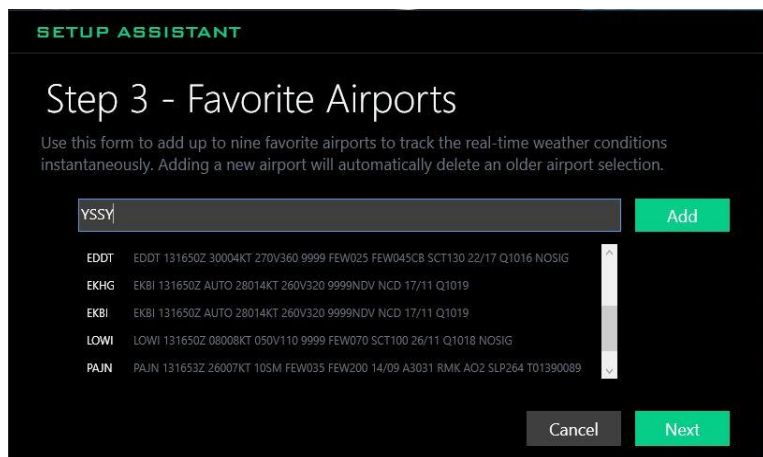 SETUP ASSISTANT
Step 3 - Favorite Airports
Use this form to add up to nine favorite airports to track the real-time weather conditions
instantaneously. Adding a new airport will automatically delete an older airport selection.
YSSY Add
EDDT EDDT 131650Z 30004KT 270V360 9999 FEW025 FEW045CB SCT130 22/17 Q1016 NOSIG
EKHG EKBI 131650Z AUTO 28014KT 260V320 9999NDV NCD 17/11 Q1019
EKBI EKBI 131650Z AUTO 28014KT 260V320 9999NDV NCD 17/11 Q1019
LOWI LOWI 131650Z 08008KT 050V110 9999 FEW070 SCT100 26/11 Q1018 NOSIG
PAJN PAJN 131653Z 26007KT 10SM FEW035 FEW200 14/09 A3031 RMK AO2 SLP264 T01390089
Cancel Next